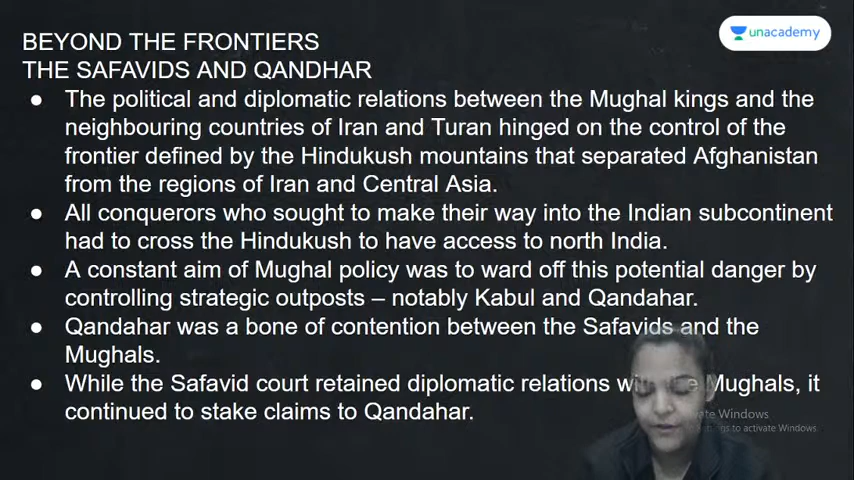 BEYOND THE FRONTIERS
unacademy
THE SAFAVIDS AND QANDHAR
● The political and diplomatic relations between the Mughal kings and the
neighbouring countries of Iran and Turan hinged on the control of the
frontier defined by the Hindukush mountains that separated Afghanistan
from the regions of Iran and Central Asia.
● All conquerors who sought to make their way into the Indian subcontinent
had to cross the Hindukush to have access to north India.
● A constant aim of Mughal policy was to ward off this potential danger by
controlling strategic outposts – notably Kabul and Qandahar.
● Qandahar was a bone of contention between the Safavids and the
Mughals.
● While the Safavid court retained diplomatic relations Mughals, it
continued to stake claims to Qandahar.
Windows
to activate Windows.